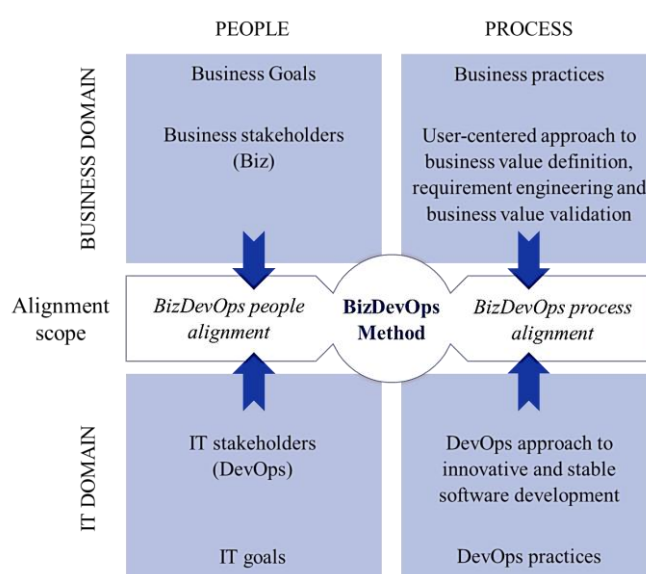 PEOPLE
PROCESS
BUSINESS DOMAIN
Business Goals
Business stakeholders
(Biz)
Business practices
User-centered approach to
business value definition,
requirement engineering and
business value validation
Alignment
scope
BizDevOps people
alignment
BizDevOps
Method
BizDevOps process
alignment
IT DOMAIN
IT stakeholders
(DevOps)
IT goals
DevOps approach to
innovative and stable
software development
DevOps practices